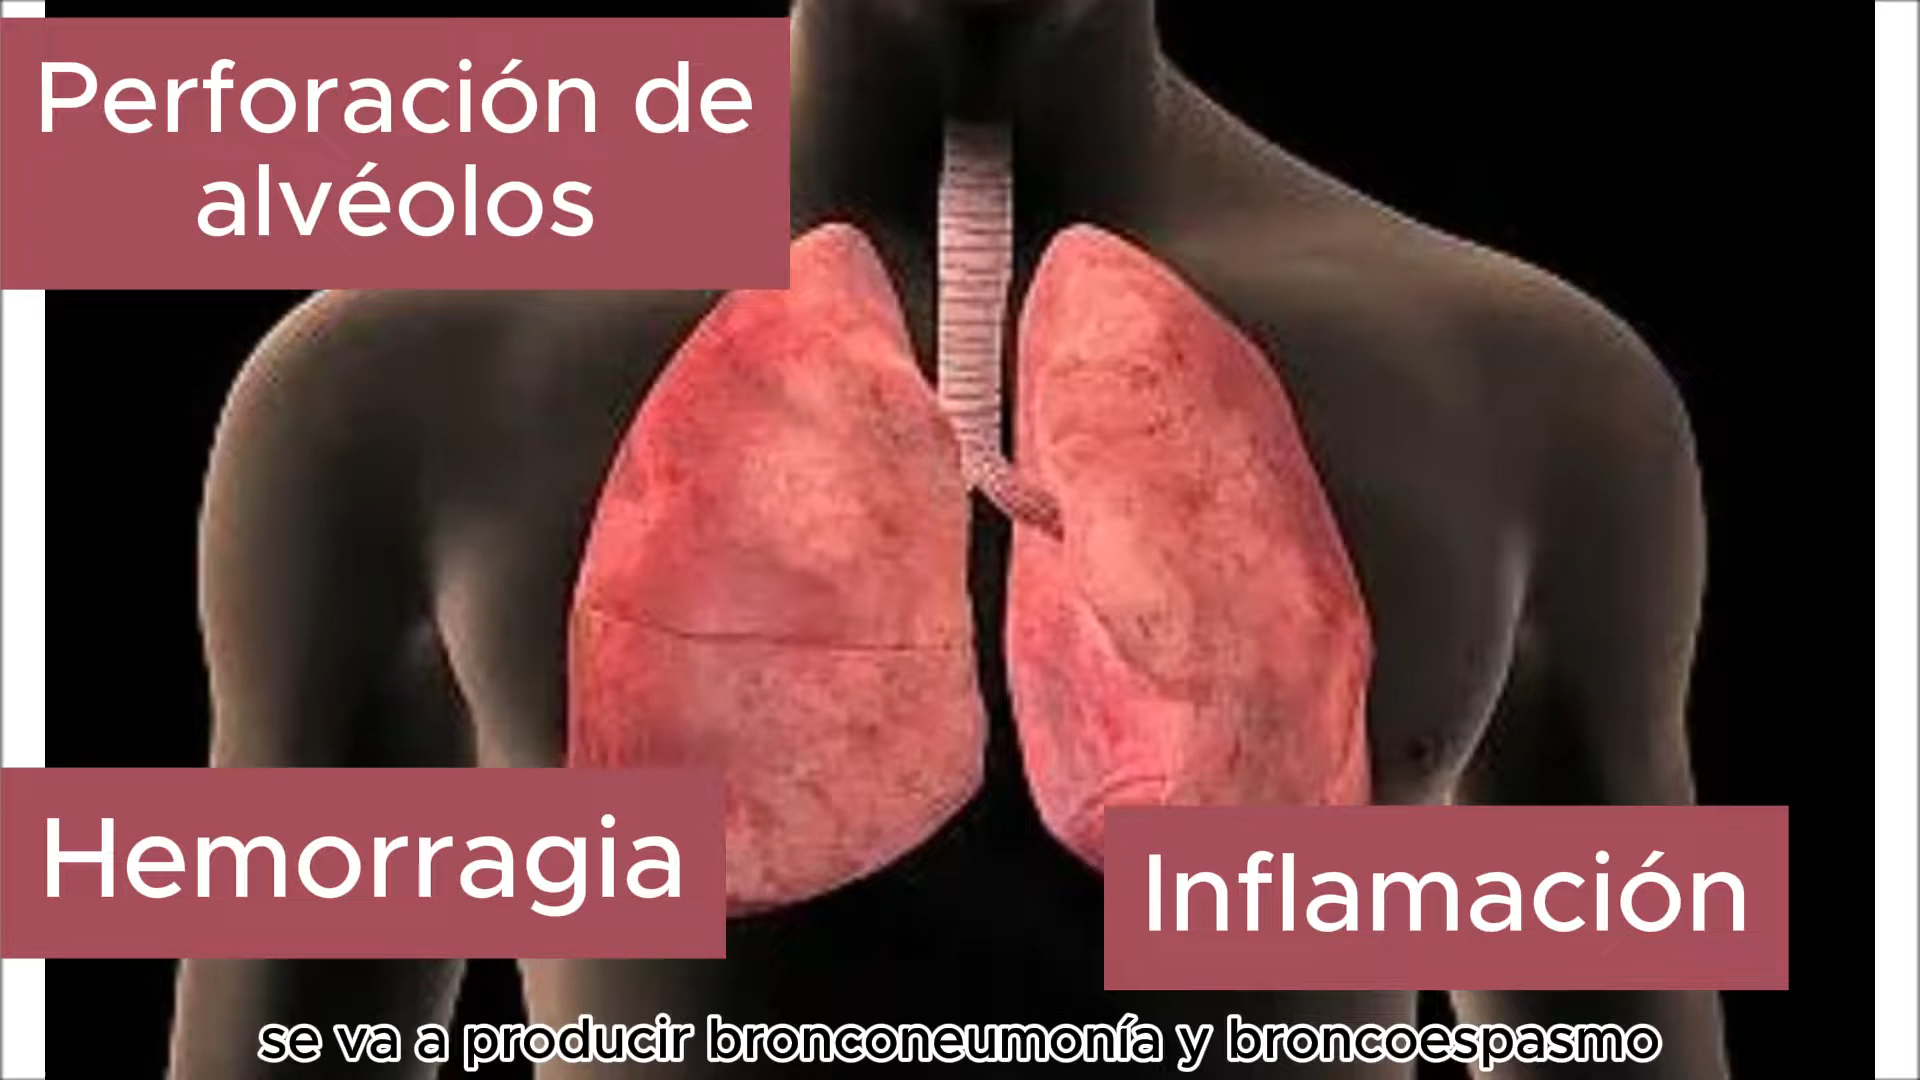 Perforación de
alvéolos
Hemorragia
Inflamación
se va a producir bronconeumonía y broncoespasmo